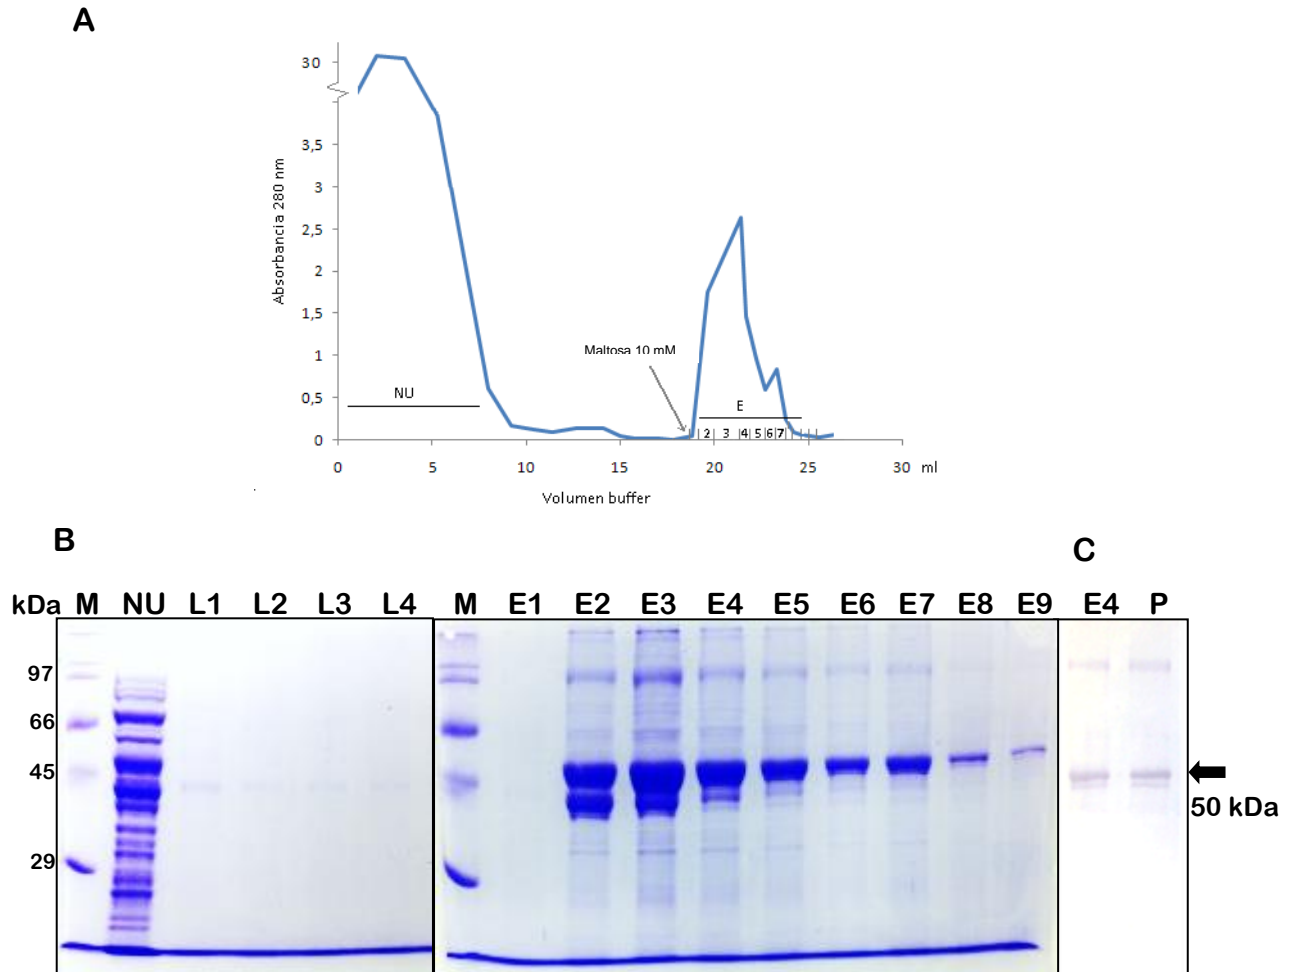 A
30
3,5
3
2,5
2
1,5
1
0,5
0
Absorbancia 280 nm
Maltosa 10 mM
NU
E
2 3 4 5 6 7
0 5 10 15 20 25 30 ml
Volumen buffer
B
C
kDa M NU L1 L2 L3 L4 M E1 E2 E3 E4 E5 E6 E7 E8 E9 E4 P
97
66
45
29
50 kDa